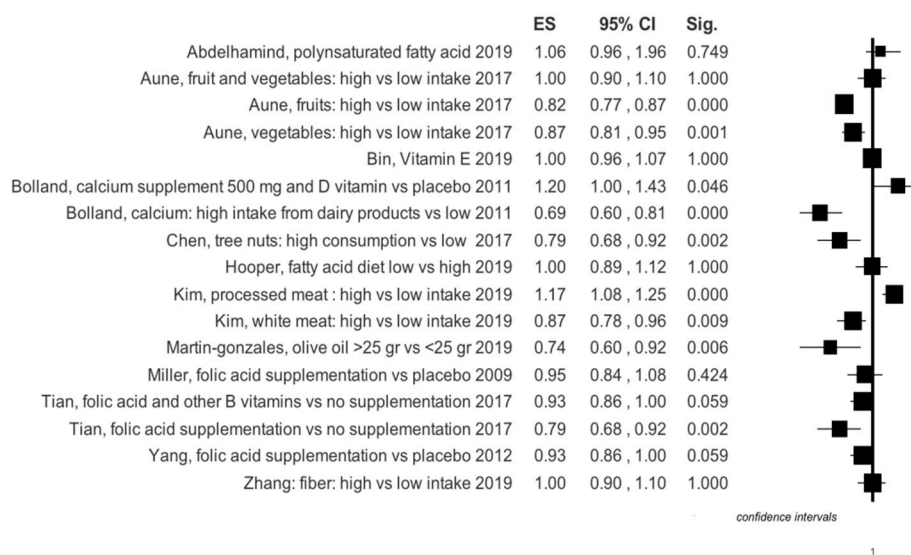 ES 95% CI Sig.
Abdelhamind, polynsaturated fatty acid 2019 1.06 0.96 , 1.96 0.749
Aune, fruit and vegetables: high vs low intake 2017 1.00 0.90 , 1.10 1.000
Aune, fruits: high vs low intake 2017 0.82 0.77 , 0.87 0.000
Aune, vegetables: high vs low intake 2017 0.87 0.81 , 0.95 0.001
Bin, Vitamin E 2019 1.00 0.96 , 1.07 1.000
Bolland, calcium supplement 500 mg and D vitamin vs placebo 2011 1.20 1.00 , 1.43 0.046
Bolland, calcium: high intake from dairy products vs low 2011 0.69 0.60 , 0.81 0.000
Chen, tree nuts: high consumption vs low 2017 0.79 0.68 , 0.92 0.002
Hooper, fatty acid diet low vs high 2019 1.00 0.89 , 1.12 1.000
Kim, processed meat : high vs low intake 2019 1.17 1.08 , 1.25 0.000
Kim, white meat: high vs low intake 2019 0.87 0.78 , 0.96 0.009
Martin-gonzales, olive oil >25 gr vs <25 gr 2019 0.74 0.60 , 0.92 0.006
Miller, folic acid supplementation vs placebo 2009 0.95 0.84 , 1.08 0.424
Tian, folic acid and other B vitamins vs no supplementation 2017 0.93 0.86 , 1.00 0.059
Tian, folic acid supplementation vs no supplementation 2017 0.79 0.68 , 0.92 0.002
Yang, folic acid supplementation vs placebo 2012 0.93 0.86 , 1.00 0.059
Zhang: fiber: high vs low intake 2019 1.00 0.90 , 1.10 1.000
confidence intervals
1